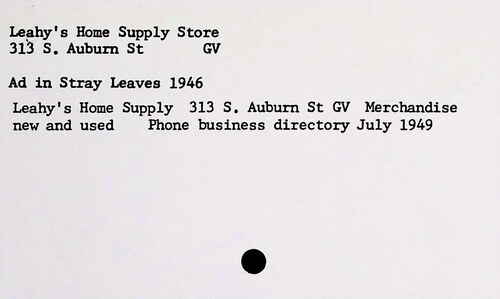 Leahy's Home Supply Store
313 S. Auburn St GV
Ad in Stray Leaves 1946
Leahy's Home Supply 313 S. Auburn St GV Merchandise
new and used Phone business directory July 1949